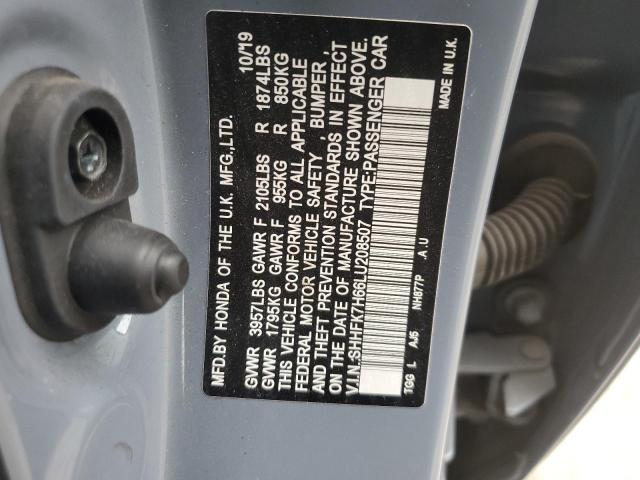 MFD.BY HONDA OF THE U.K. MFG.,LTD. 10/19
GVWR 3957LBS GAWR F 2105LBS R 1874LBS
GVWR 1795KG GAWR F 955KG R 850KG
THIS VEHICLE CONFORMS TO ALL APPLICABLE
FEDERAL MOTOR VEHICLE SAFETY , BUMPER ,
AND THEFT PREVENTION STANDARDS IN EFFECT
ON THE DATE OF MANUFACTURE SHOWN ABOVE.
V.I.N.:SHHFK7H66LU208507 TYPE:PASSENGER CAR
TGG L AJ5 NH877P A U MADE IN U.K.